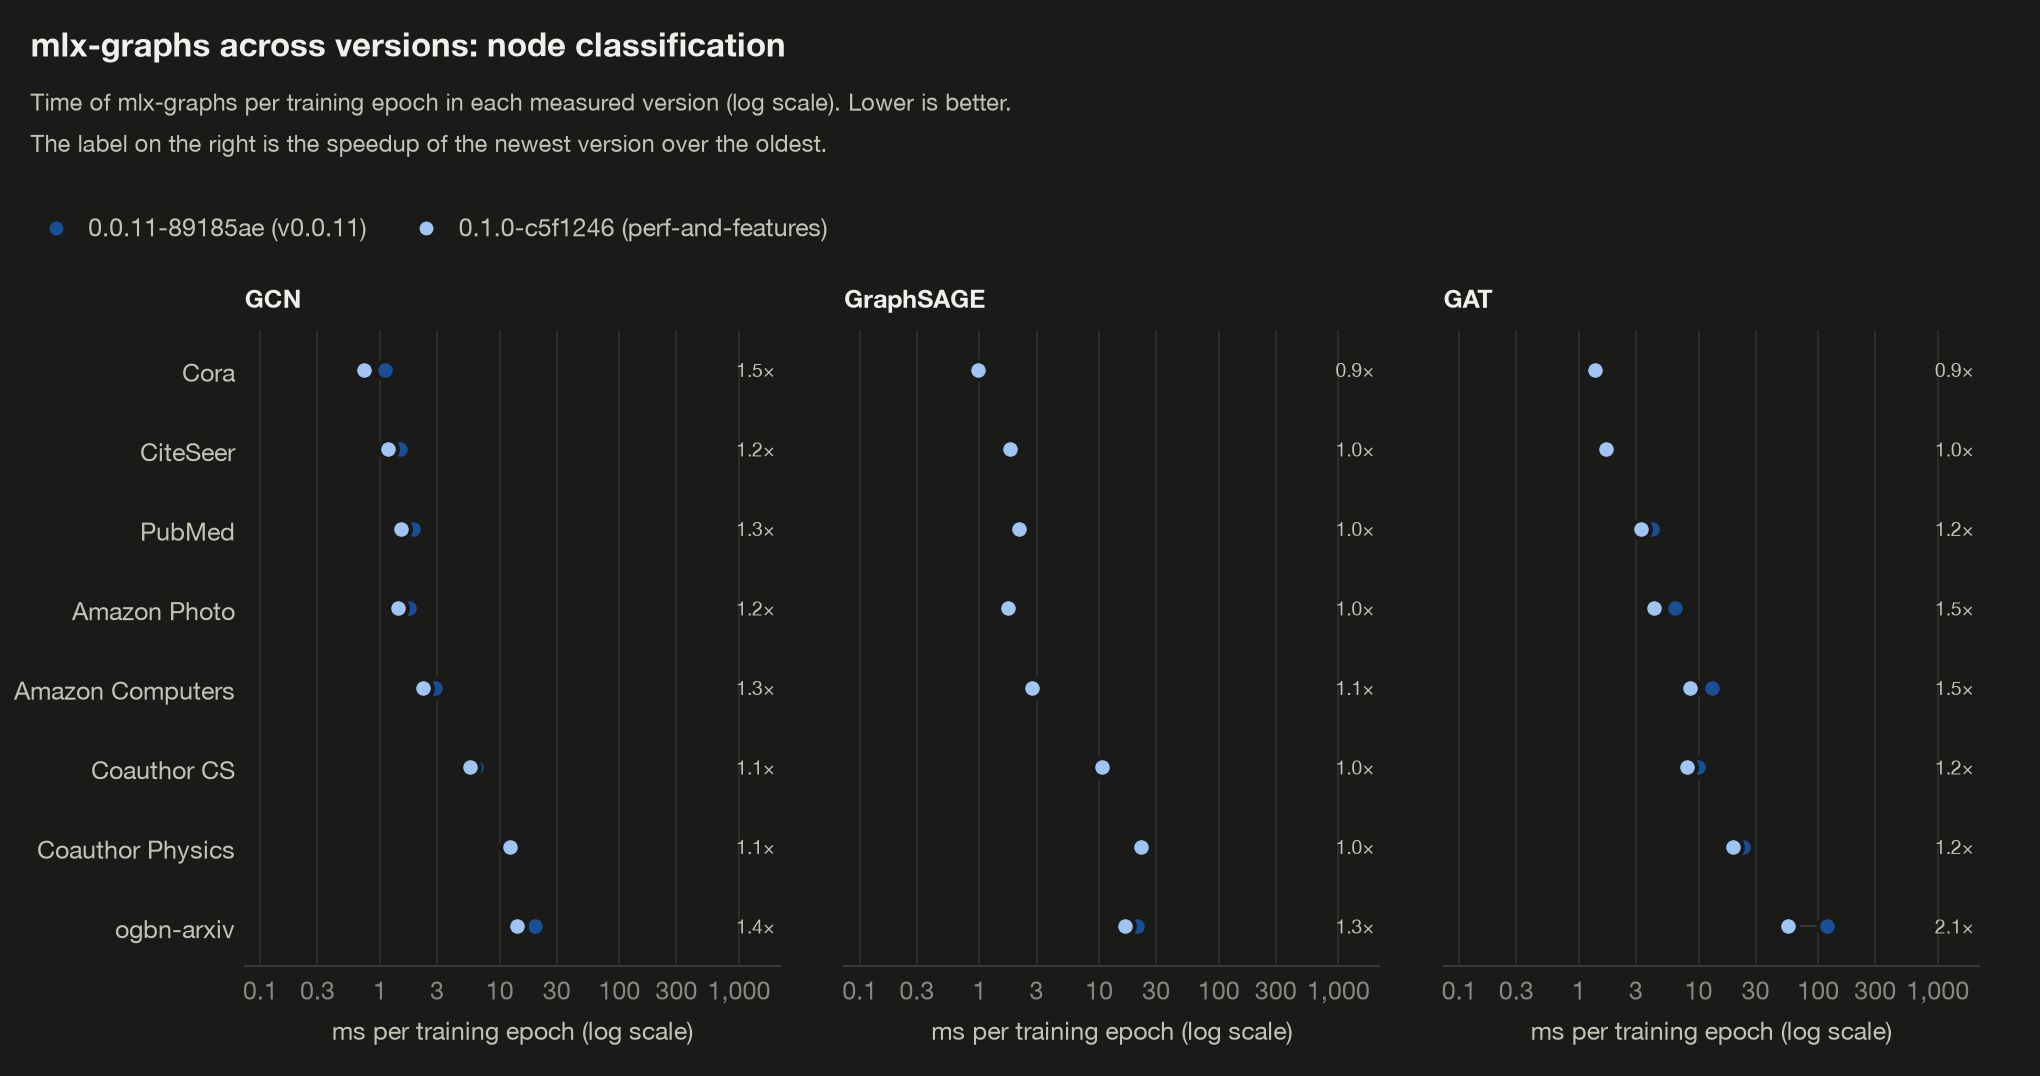 mlx-graphs across versions: node classification
Time of mlx-graphs per training epoch in each measured version (log scale). Lower is better.
The label on the right is the speedup of the newest version over the oldest.
0.0.11-89185ae (v0.0.11) 0.1.0-c5f1246 (perf-and-features)
GCN GraphSAGE GAT
Cora 1.5× 0.9× 0.9×
CiteSeer 1.2× 1.0× 1.0×
PubMed 1.3× 1.0× 1.2×
Amazon Photo 1.2× 1.0× 1.5×
Amazon Computers 1.3× 1.1× 1.5×
Coauthor CS 1.1× 1.0× 1.2×
Coauthor Physics 1.1× 1.0× 1.2×
ogbn-arxiv 1.4× 1.3× 2.1×
0.1 0.3 1 3 10 30 100 300 1,000 0.1 0.3 1 3 10 30 100 300 1,000 0.1 0.3 1 3 10 30 100 300 1,000
ms per training epoch (log scale) ms per training epoch (log scale) ms per training epoch (log scale)